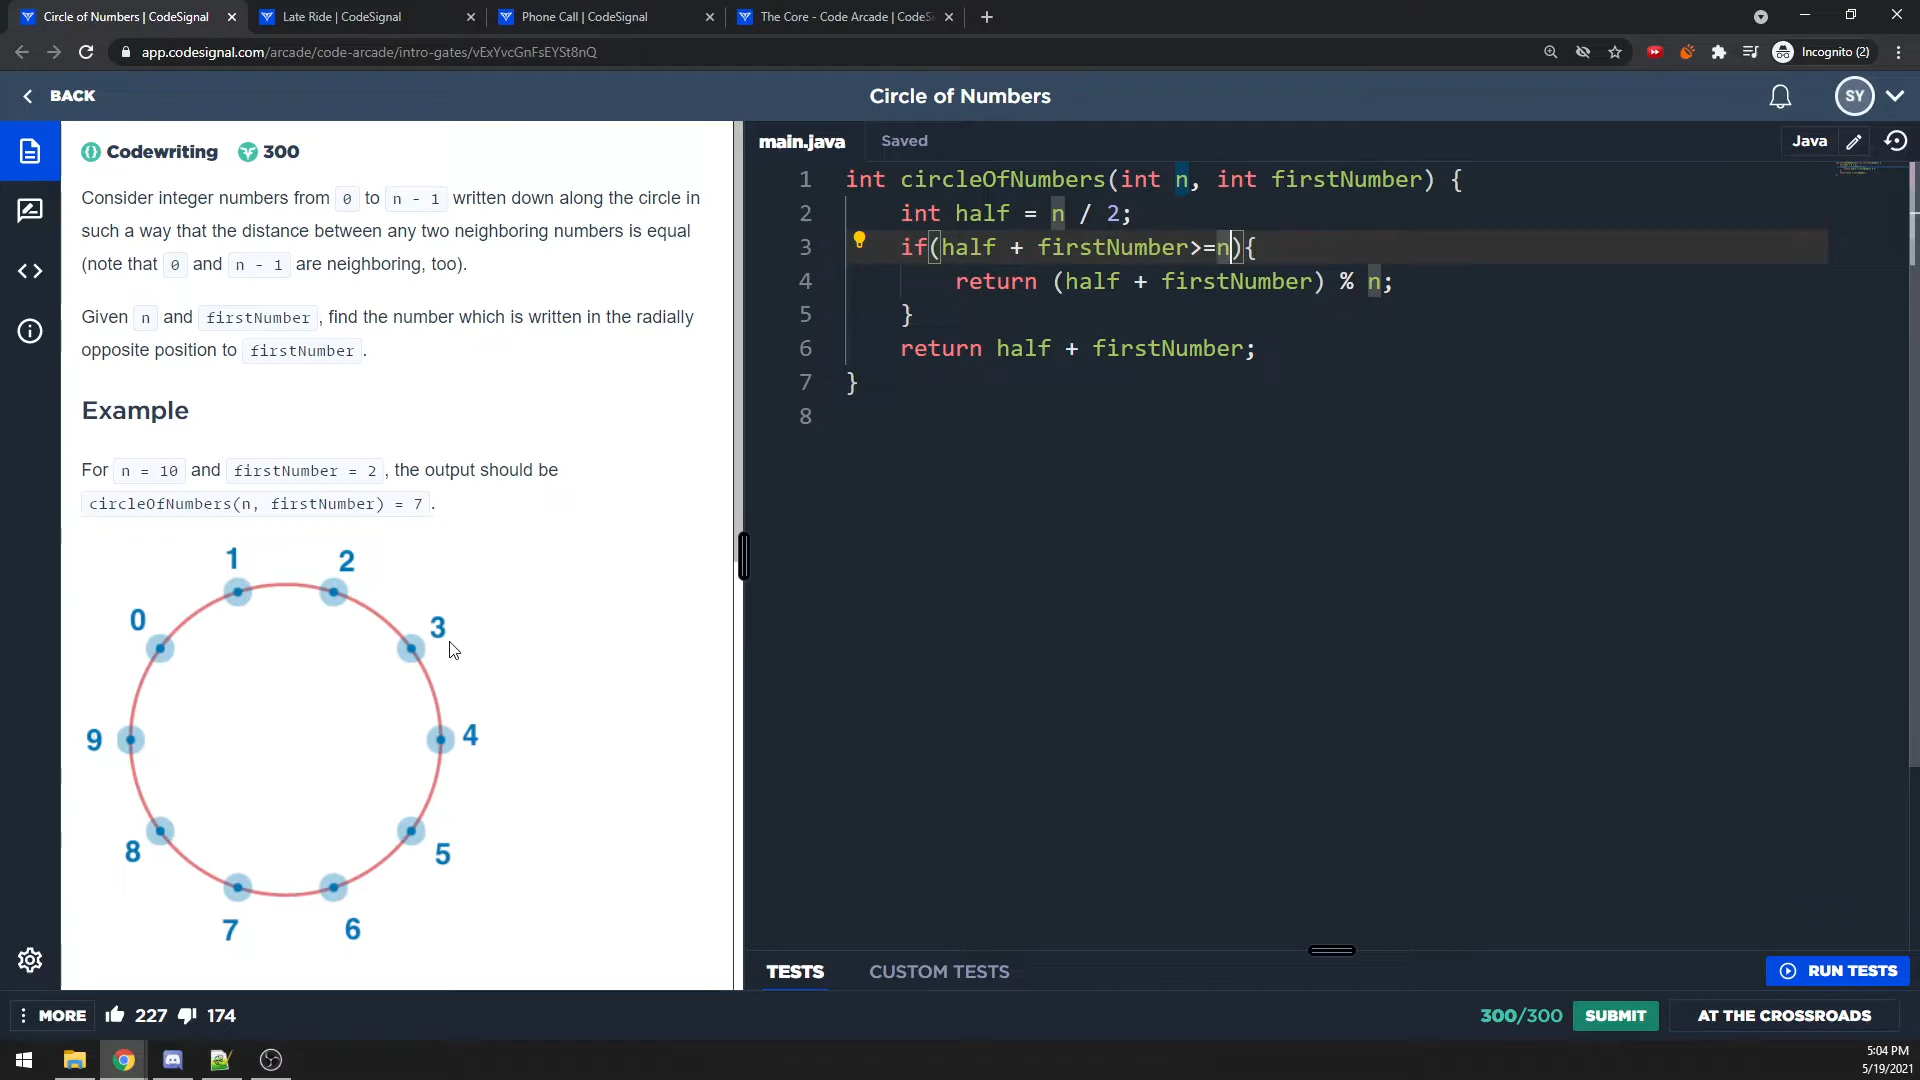 Circle of Numbers | CodeSignal
Late Ride | CodeSignal
Phone Call | CodeSignal
The Core - Code Arcade | CodeS
app.codesignal.com/arcade/code-arcade/intro-gates/vExYvcGnFsEYSt8nQ
Incognito (2)
BACK
Circle of Numbers
SY
Codewriting 300
Consider integer numbers from 0 to n - 1 written down along the circle in
such a way that the distance between any two neighboring numbers is equal
(note that 0 and n - 1 are neighboring, too).
Given n and firstNumber, find the number which is written in the radially
opposite position to firstNumber.
Example
For n = 10 and firstNumber = 2, the output should be
circleOfNumbers(n, firstNumber) = 7.
1
2
0
3
9
4
8
5
7
6
main.java
Saved
Java
1 int circleOfNumbers(int n, int firstNumber) {
2 int half = n / 2;
3 if(half + firstNumber>=n){
4 return (half + firstNumber) % n;
5 }
6 return half + firstNumber;
7 }
8
TESTS
CUSTOM TESTS
RUN TESTS
MORE
227
174
300/300
SUBMIT
AT THE CROSSROADS
5:04 PM
5/19/2021